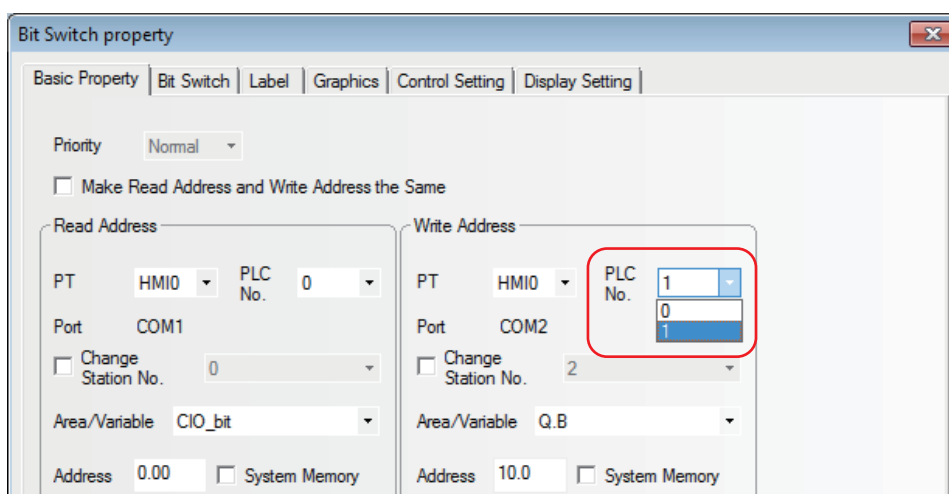 Bit Switch property
Basic Property Bit Switch Label Graphics Control Setting Display Setting
Priority Normal
Make Read Address and Write Address the Same
Read Address
PT HMI0 PLC No. 0
Port COM1
Change Station No. 0
Area/Variable CIO_bit
Address 0.00 System Memory
Write Address
PT HMI0 PLC No. 1
0
1
Port COM2
Change Station No. 2
Area/Variable Q.B
Address 10.0 System Memory